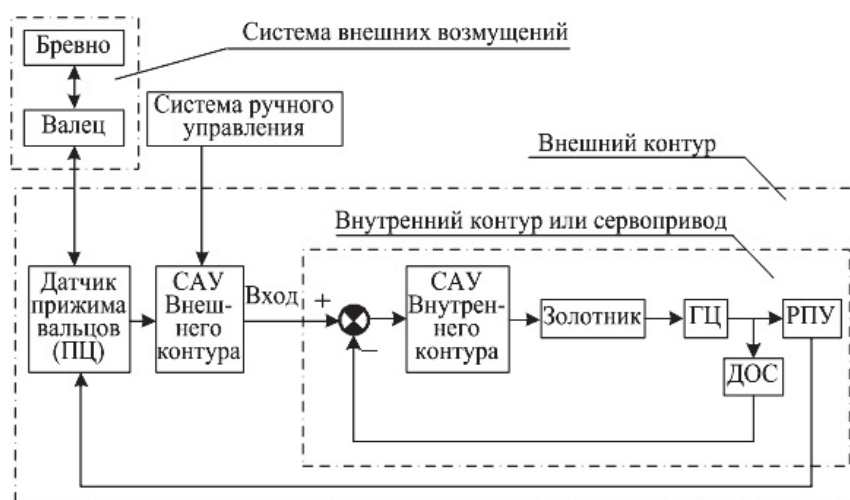 Система внешних возмущений
Бревно
Валец
Система ручного
управления
Внешний контур
Внутренний контур или сервопривод
Датчик
прижима
вальцов
(ПЦ)
САУ
Внеш-
него
контура
Вход
+
−
САУ
Внутрен-
него
контура
Золотник
ГЦ
РПУ
ДОС